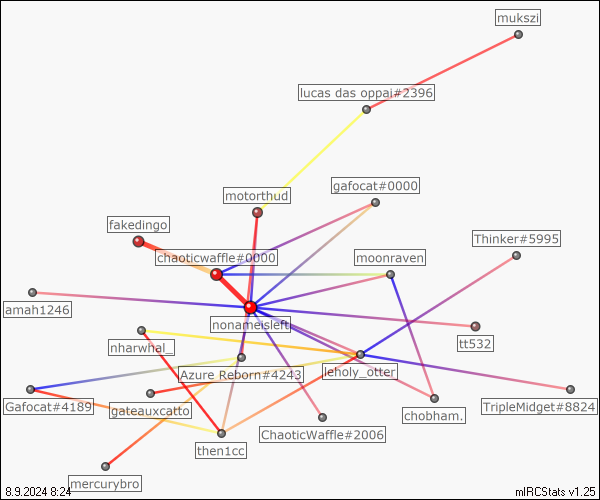 mukszi
lucas das oppai#2396
gafocat#0000
motorthud
fakedingo
Thinker#5995
chaoticwaffle#0000
moonraven
amah1246
nonameisleft
tt532
nharwhal_
Azure Reborn#4243
leholy_otter
Gafocat#4189
gateauxcatto
chobham.
TripleMidget#8824
ChaoticWaffle#2006
then1cc
mercurybro
8.9.2024 8:24
mIRCStats v1.25